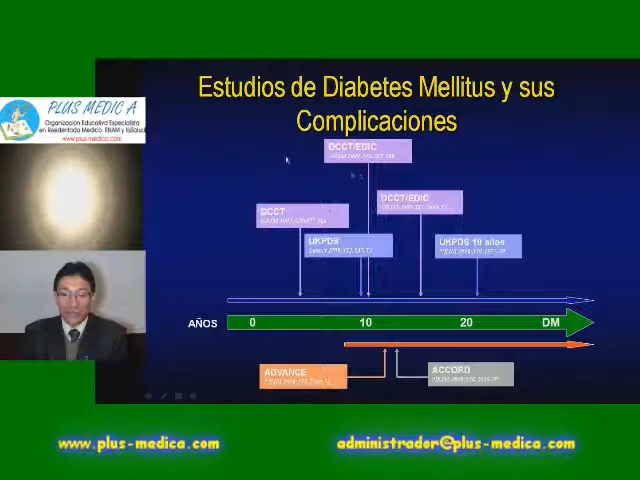 Estudios de Diabetes Mellitus y sus
Complicaciones
PLUS MEDIC A
Organización Educativa Especialista
en Residentado Medico, ENAM y EsSalud
www.plus-medica.com
DCCT/EDIC
DCCT/EDIC
DCCT
UKPDS
UKPDS 10 años
AÑOS 0 10 20 DM
ADVANCE
ACCORD
www.plus-medica.com administrador@plus-medica.com